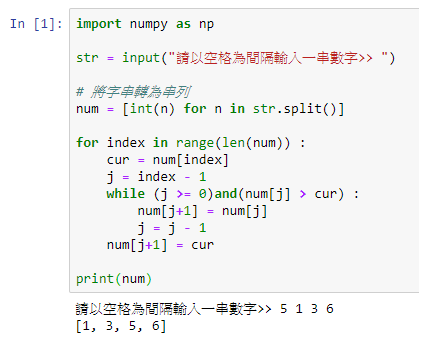 In [1]: import numpy as np
str = input("請以空格為間隔輸入一串數字>> ")
# 將字串轉為串列
num = [int(n) for n in str.split()]
for index in range(len(num)) :
    cur = num[index]
    j = index - 1
    while (j >= 0)and(num[j] > cur) :
        num[j+1] = num[j]
        j = j - 1
    num[j+1] = cur
print(num)
請以空格為間隔輸入一串數字>> 5 1 3 6
[1, 3, 5, 6]